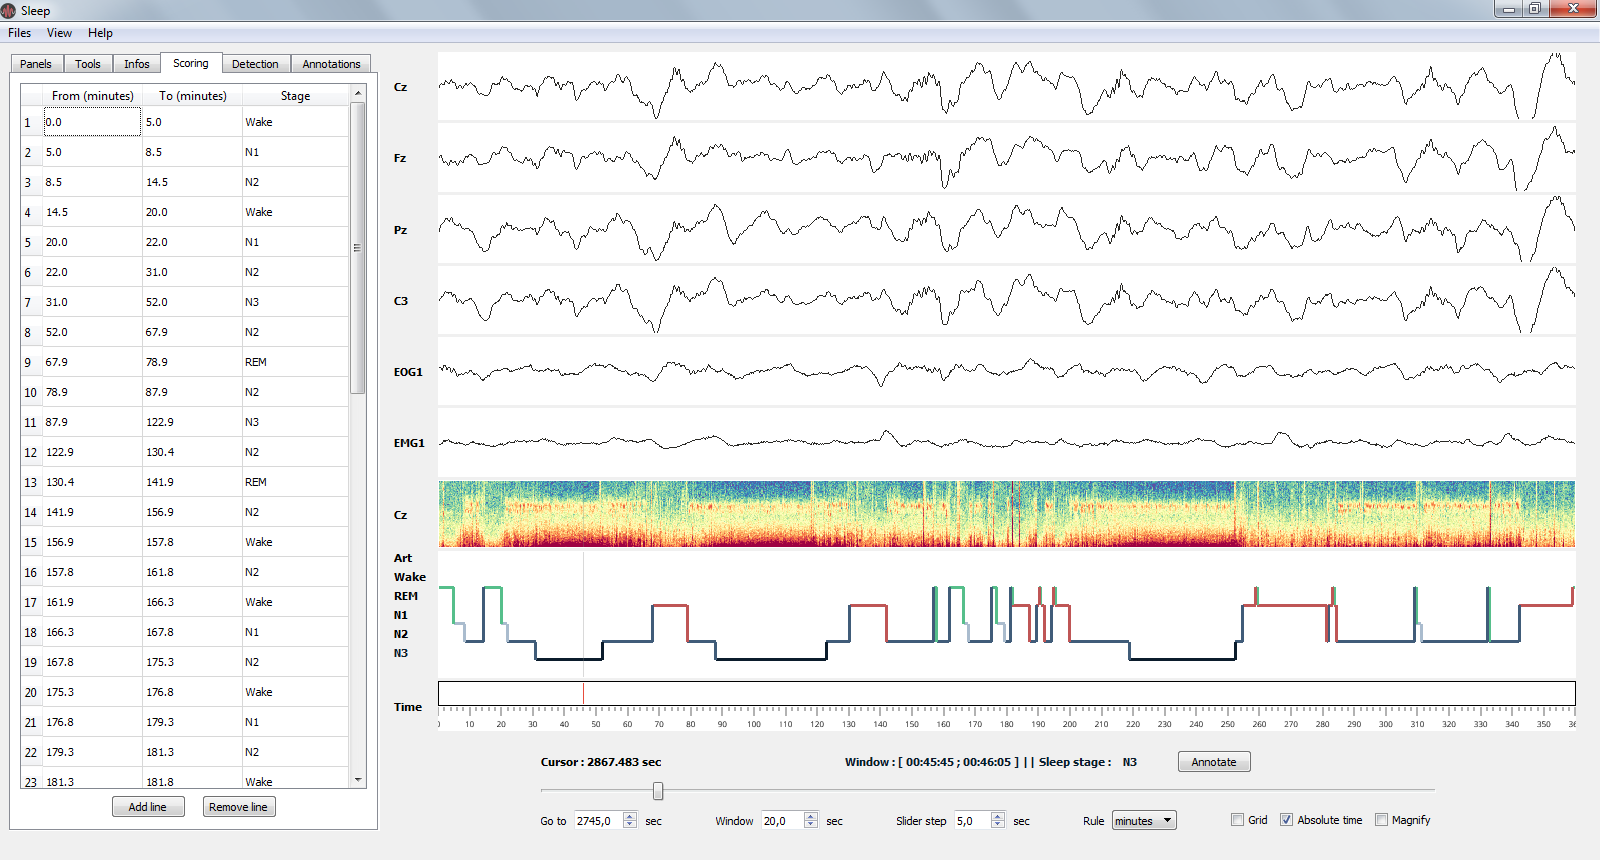 Sleep
Files View Help
Panels Tools Infos Scoring Detection Annotations
From (minutes) To (minutes) Stage
1 0.0 5.0 Wake
2 5.0 8.5 N1
3 8.5 14.5 N2
4 14.5 20.0 Wake
5 20.0 22.0 N1
6 22.0 31.0 N2
7 31.0 52.0 N3
8 52.0 67.9 N2
9 67.9 78.9 REM
10 78.9 87.9 N2
11 87.9 122.9 N3
12 122.9 130.4 N2
13 130.4 141.9 REM
14 141.9 156.9 N2
15 156.9 157.8 Wake
16 157.8 161.8 N2
17 161.9 166.3 Wake
18 166.3 167.8 N1
19 167.8 175.3 N2
20 175.3 176.8 Wake
21 176.8 179.3 N1
22 179.3 181.3 N2
23 181.3 181.8 Wake
Add line Remove line
Cz
Fz
Pz
C3
EOG1
EMG1
Cz
Art
Wake
REM
N1
N2
N3
Time
10 20 30 40 50 60 70 80 90 100 110 120 130 140 150 160 170 180 190 200 210 220 230 240 250 260 270 280 290 300 310 320 330 340 350
Cursor : 2867.483 sec Window : [ 00:45:45 ; 00:46:05 ] || Sleep stage : N3 Annotate
Go to 2745,0 sec Window 20,0 sec Slider step 5,0 sec Rule minutes Grid Absolute time Magnify